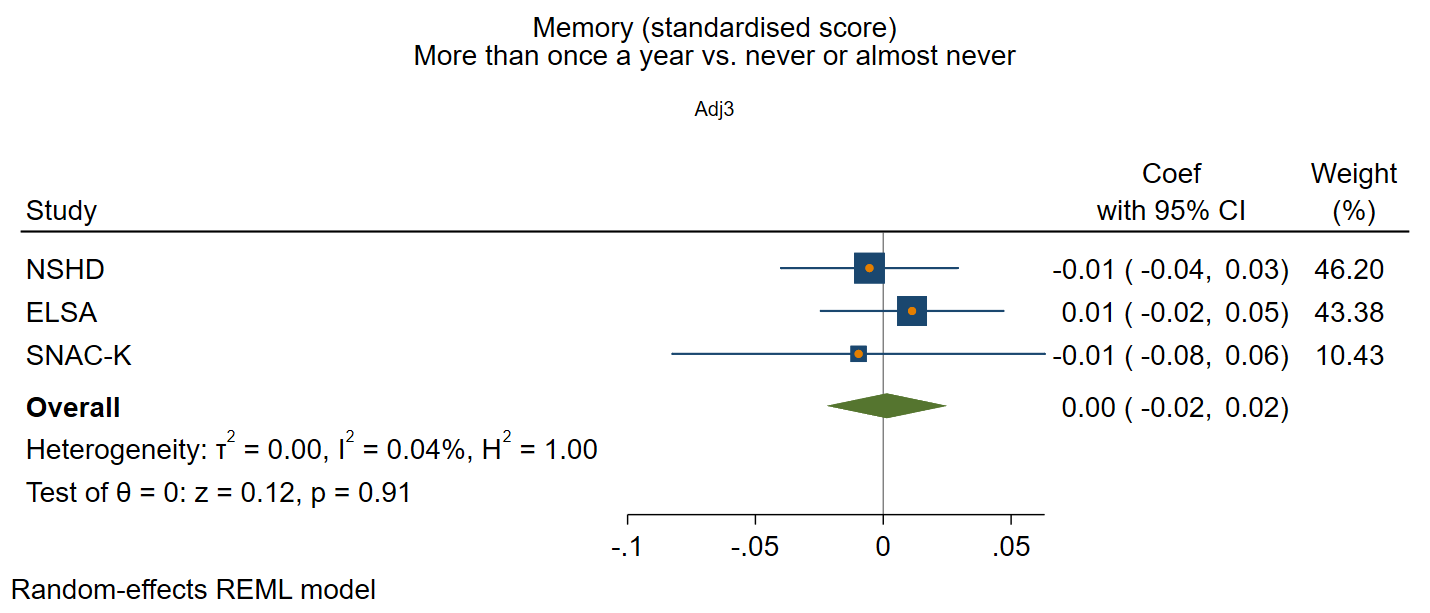 Memory (standardised score)
More than once a year vs. never or almost never
Adj3
Coef Weight
Study with 95% CI (%)
NSHD -0.01 ( -0.04, 0.03) 46.20
ELSA 0.01 ( -0.02, 0.05) 43.38
SNAC-K -0.01 ( -0.08, 0.06) 10.43
Overall 0.00 ( -0.02, 0.02)
Heterogeneity: τ² = 0.00, I² = 0.04%, H² = 1.00
Test of θ = 0: z = 0.12, p = 0.91
-.1 -.05 0 .05
Random-effects REML model